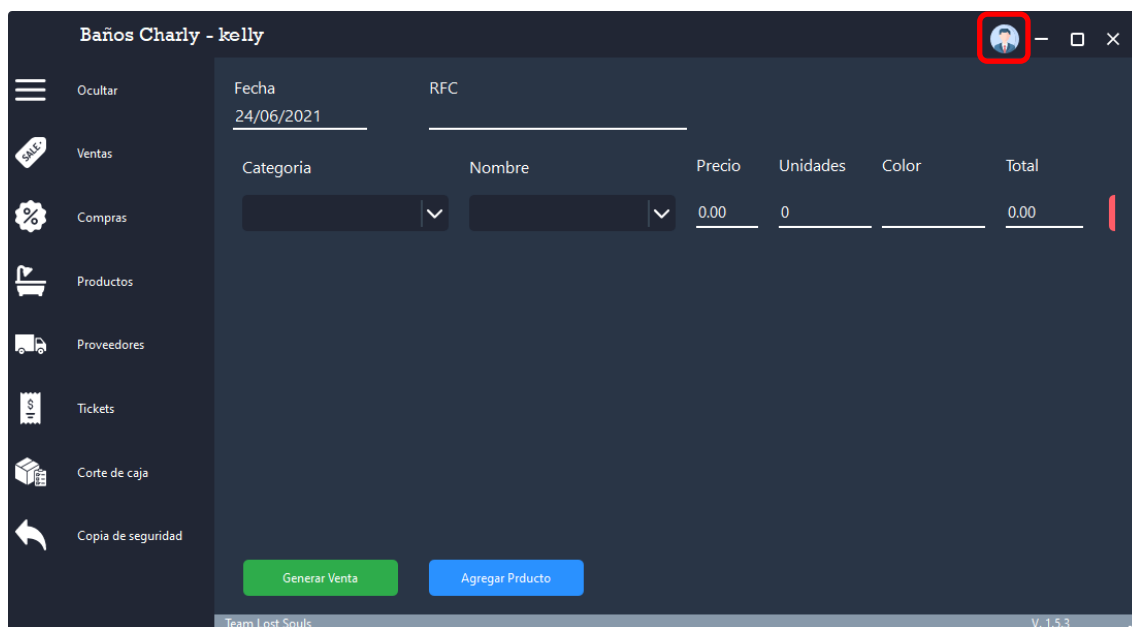 Baños Charly - kelly
Ocultar
Fecha
RFC
24/06/2021
SALE
Ventas
Categoria
Nombre
Precio
Unidades
Color
Total
%
Compras
0.00
0
0.00
Productos
Proveedores
$
Tickets
Corte de caja
Copia de seguridad
Generar Venta
Agregar Prducto
Team Lost Souls
V. 1.5.3